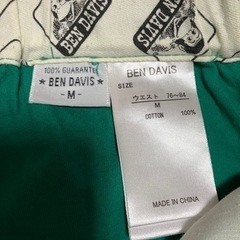 BEN DAVIS
BEN DAVIS
100% GUARANTE
★ BEN DAVIS ★
- M -
BEN DAVIS
SIZE
ウエスト 76〜84
M
COTTON 100%
MADE IN CHINA